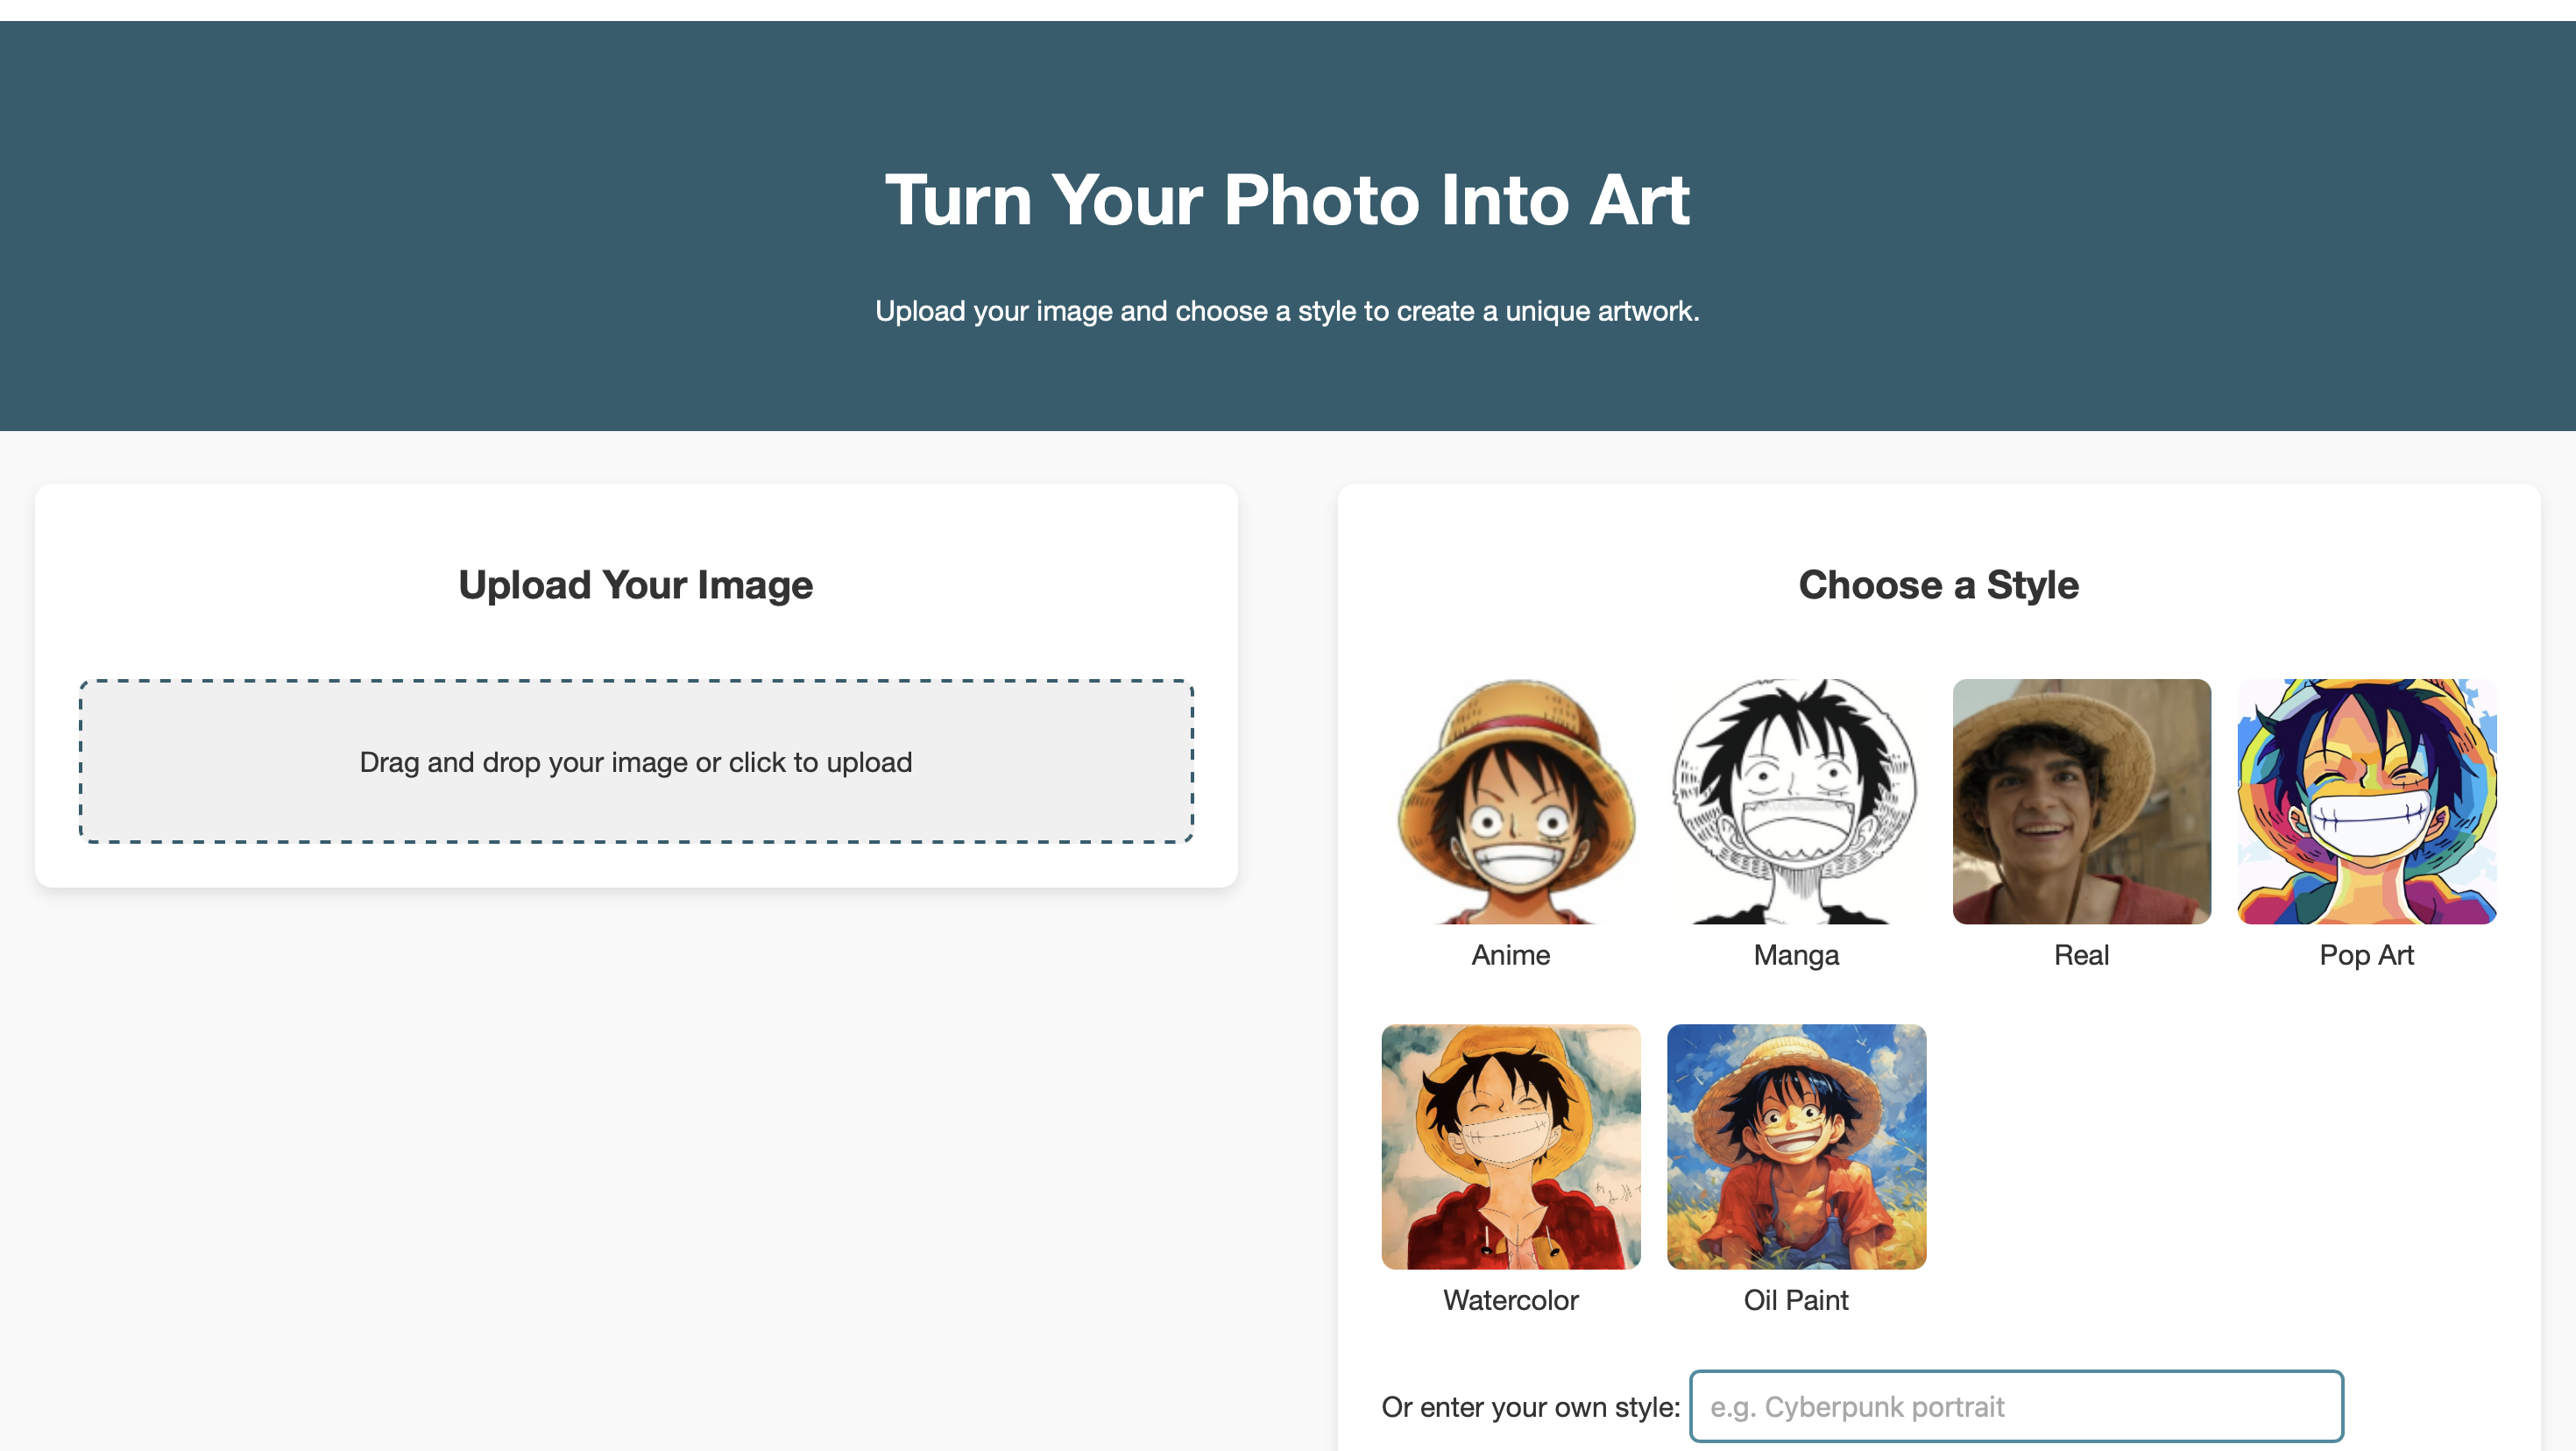 Turn Your Photo Into Art
Upload your image and choose a style to create a unique artwork.
Upload Your Image
Drag and drop your image or click to upload
Choose a Style
Anime
Manga
Real
Pop Art
Watercolor
Oil Paint
Or enter your own style:
e.g. Cyberpunk portrait